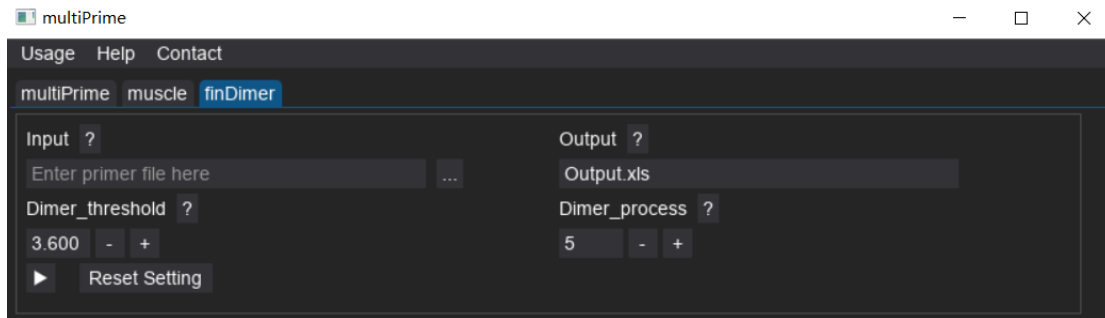 multiPrime
Usage Help Contact
multiPrime muscle finDimer
Input ? Output ?
Enter primer file here ... Output.xls
Dimer_threshold ? Dimer_process ?
3.600 - + 5 - +
Reset Setting